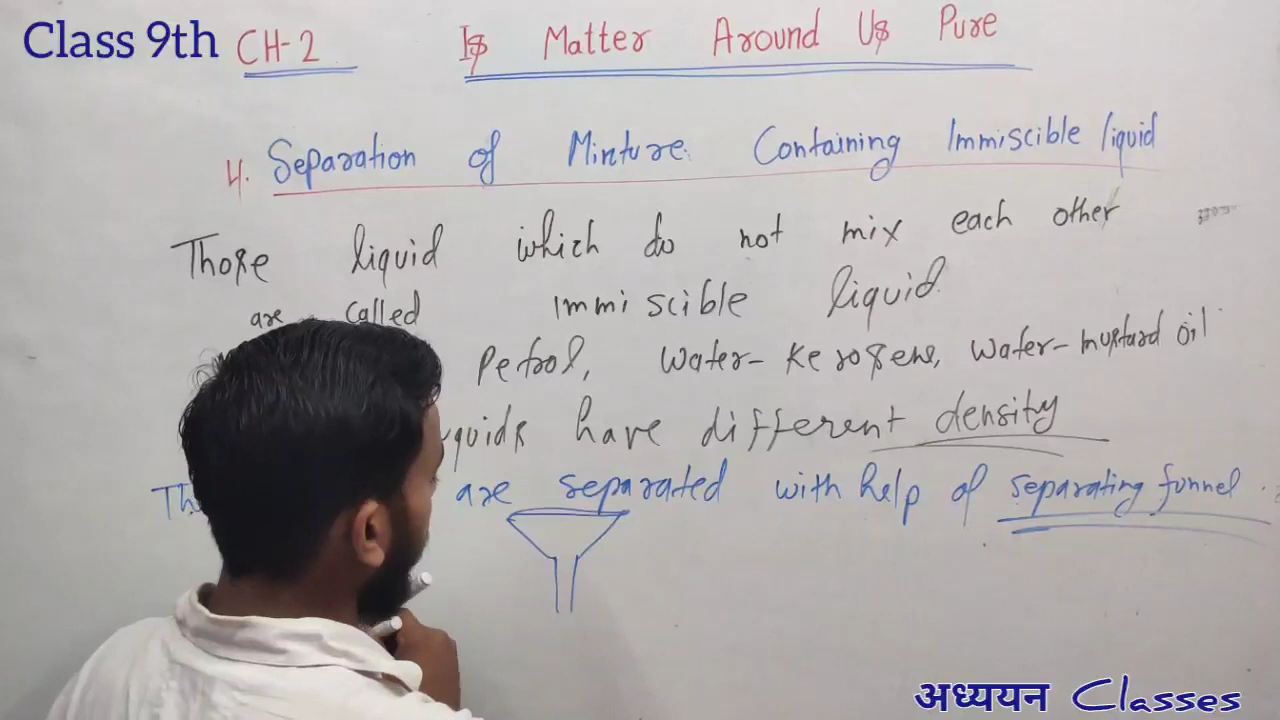 Class 9th CH-2 Is Matter Around Us Pure
4. Separation of Minture Containing Immiscible liquid
Those liquid which do not mix each other
are called immiscible liquid
Petrol, Water-Kerosene, Water-mustard oil
have different density
are separated with help of separating funnel
अध्ययन Classes